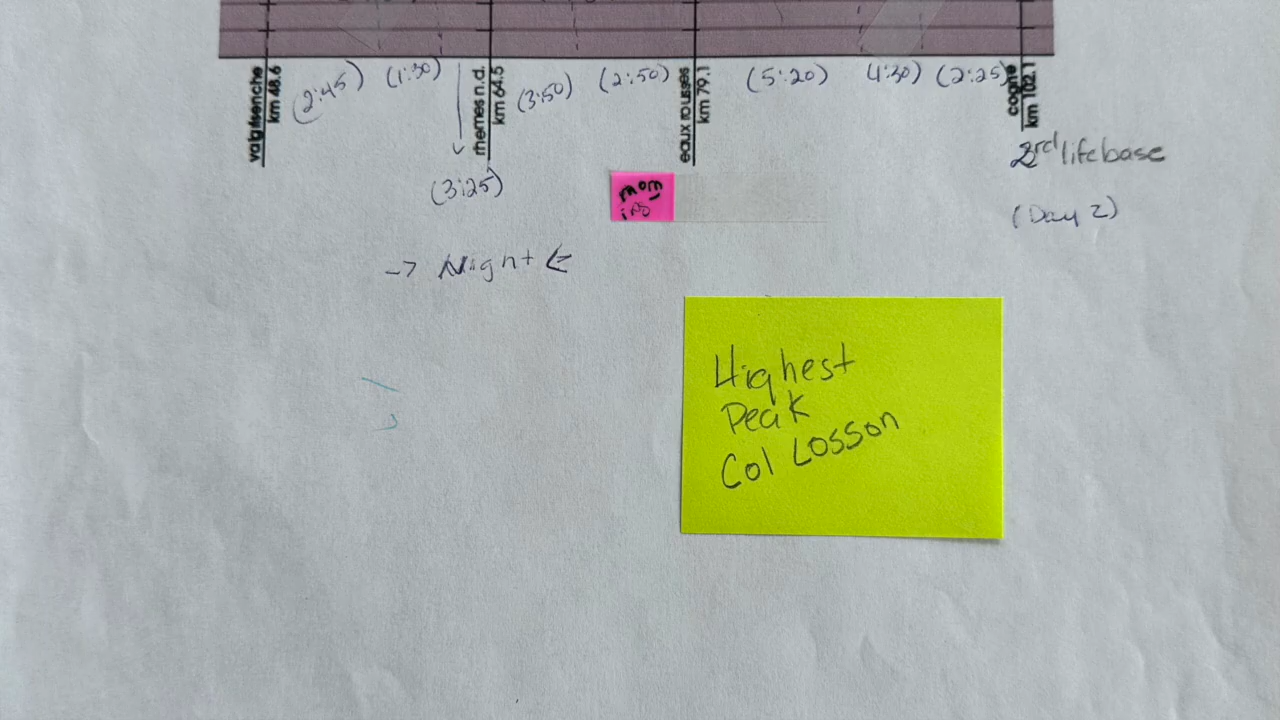 valgrisenche
km 48.6
(2:45)
(1:30)
rhemes n.d.
km 64.5
(3:25)
(3:50)
(2:50)
eaux rousses
km 79.1
(5:20)
4:30)
(2:25)
cogne
km 102.1
rd lifebase
(Day 2)
mom
-> Night <-
Highest
Peak
Col Losson